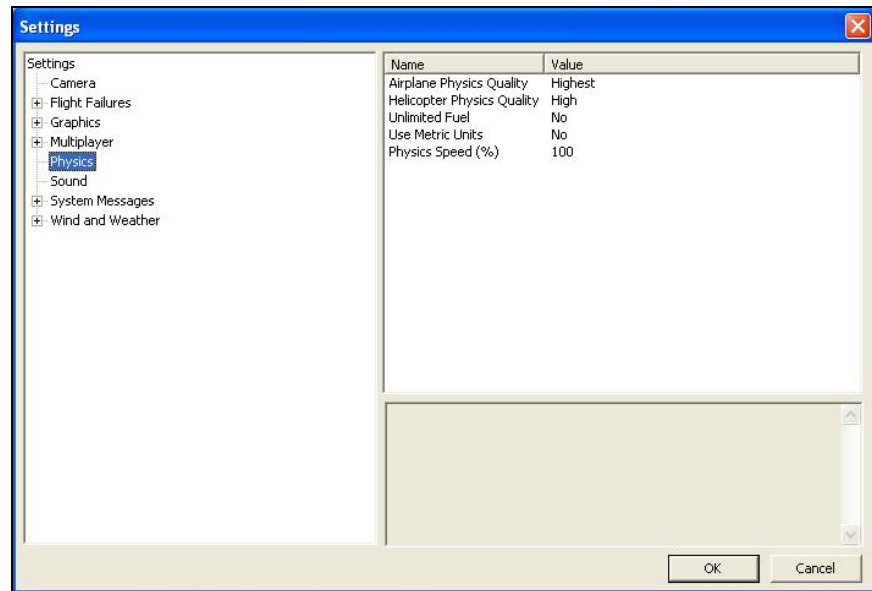 Settings
Settings
Camera
Flight Failures
Graphics
Multiplayer
Physics
Sound
System Messages
Wind and Weather
Name Value
Airplane Physics Quality Highest
Helicopter Physics Quality High
Unlimited Fuel No
Use Metric Units No
Physics Speed (%) 100
OK Cancel